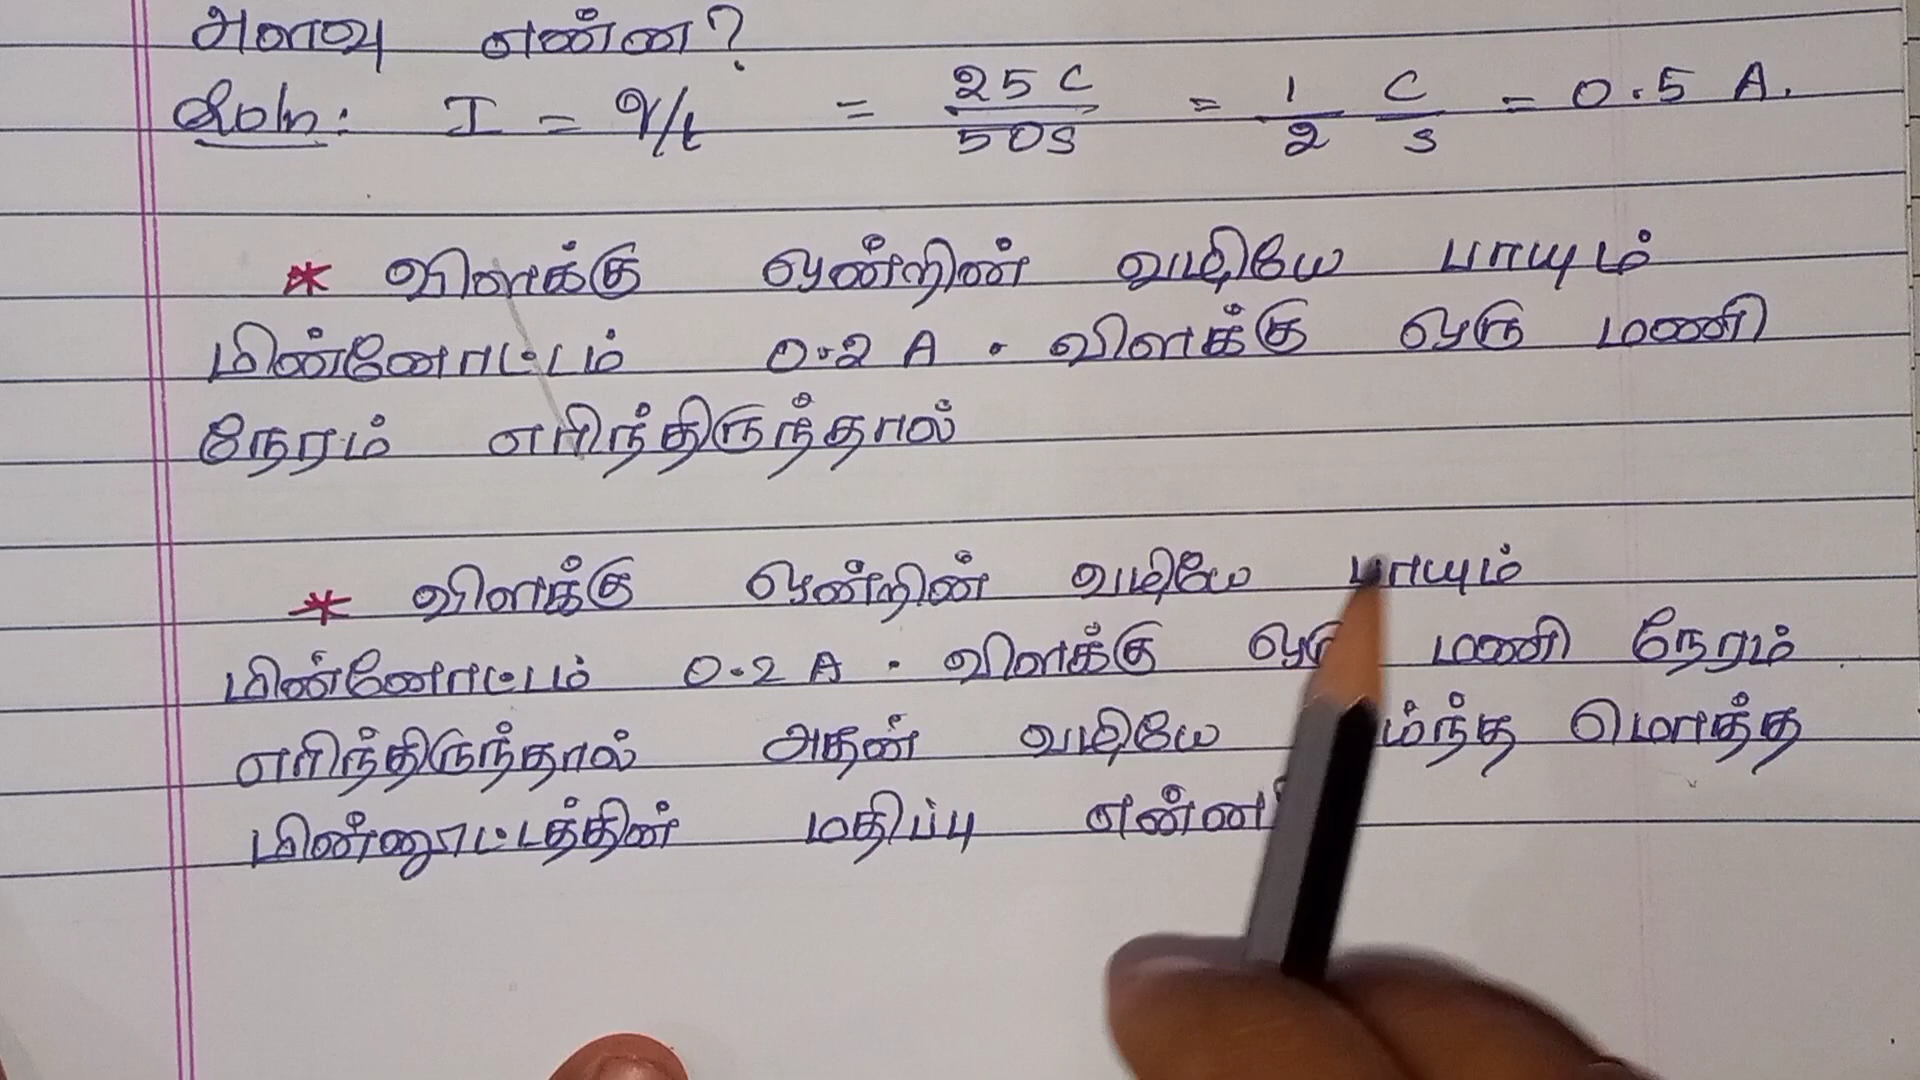 அளவு என்ன?
Soln: I = q/t = 25 C / 50 S = 1/2 C/s = 0.5 A.
* விளக்கு ஒன்றின் வழியே பாயும்
மின்னோட்டம் 0.2 A. விளக்கு ஒரு மணி
நேரம் எரிந்திருந்தால்
* விளக்கு ஒன்றின் வழியே பாயும்
மின்னோட்டம் 0.2 A. விளக்கு ஒரு மணி நேரம்
எரிந்திருந்தால் அதன் வழியே மொத்த
மின்னூட்டத்தின் மதிப்பு என்ன